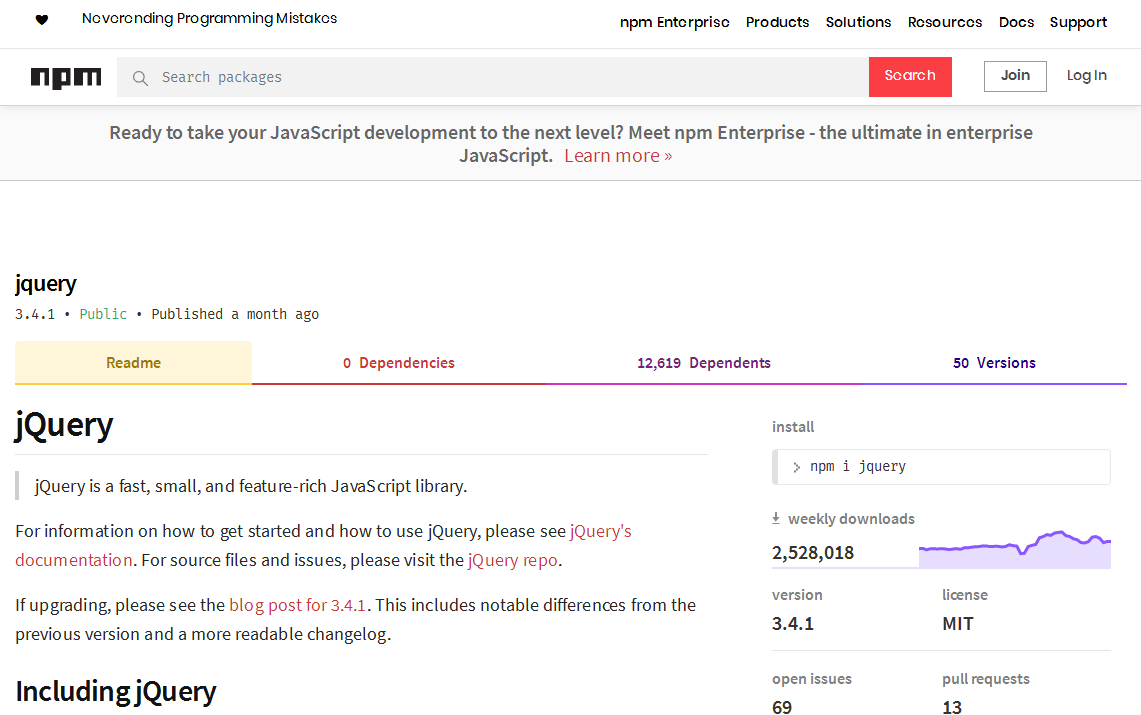 ♥ Neverending Programming Mistakes npm Enterprise Products Solutions Resources Docs Support
npm Search packages Search Join Log In
Ready to take your JavaScript development to the next level? Meet npm Enterprise - the ultimate in enterprise
JavaScript. Learn more »
jquery
3.4.1 • Public • Published a month ago
Readme 0 Dependencies 12,619 Dependents 50 Versions
jQuery
jQuery is a fast, small, and feature-rich JavaScript library.
For information on how to get started and how to use jQuery, please see jQuery's
documentation. For source files and issues, please visit the jQuery repo.
If upgrading, please see the blog post for 3.4.1. This includes notable differences from the
previous version and a more readable changelog.
Including jQuery
install
> npm i jquery
weekly downloads
2,528,018
version license
3.4.1 MIT
open issues pull requests
69 13